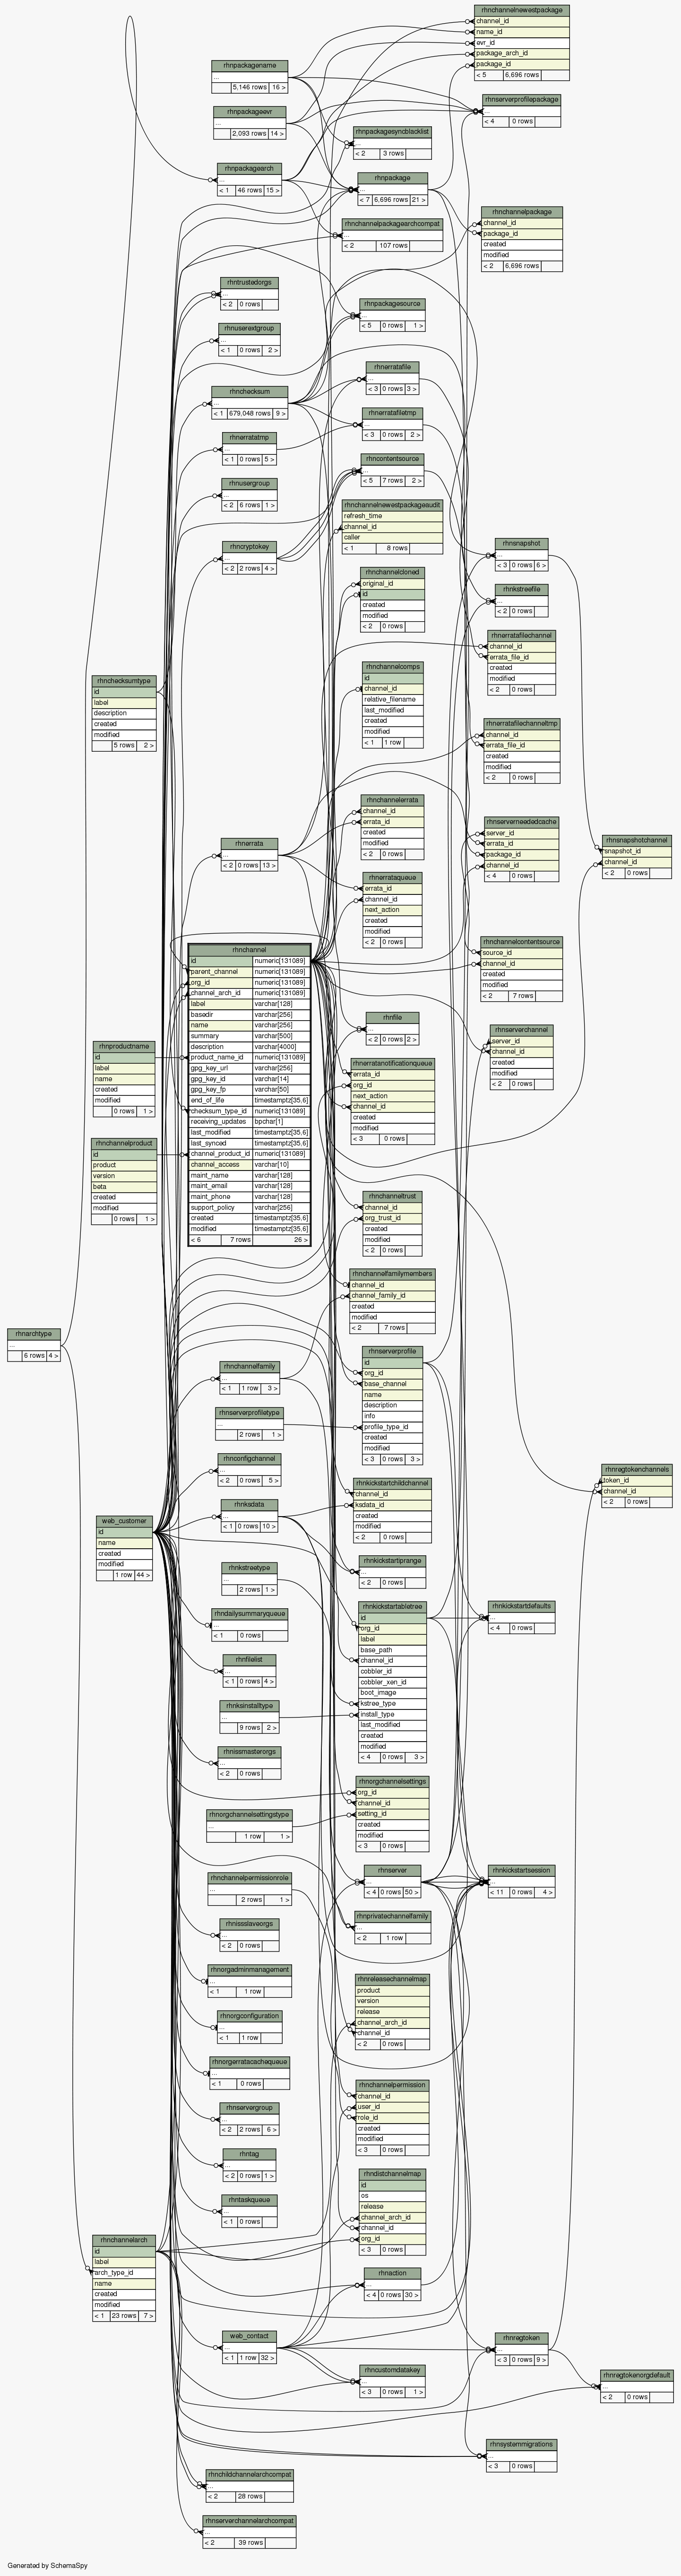 rhnchannelnewestpackage
channel_id
name_id
evr_id
package_arch_id
package_id
< 5 6,696 rows
rhnpackagename
...
5,146 rows 16 >
rhnserverprofilepackage
...
< 4 0 rows
rhnpackageevr
...
2,093 rows 14 >
rhnpackagesyncblacklist
...
< 2 3 rows
rhnpackagearch
...
< 1 46 rows 15 >
rhnpackage
...
< 7 6,696 rows 21 >
rhnchannelpackage
channel_id
package_id
created
modified
< 2 6,696 rows
rhnchannelpackagearchcompat
...
< 2 107 rows
rhntrustedorgs
...
< 2 0 rows
rhnpackagesource
...
< 5 0 rows 1 >
rhnuserextgroup
...
< 1 0 rows 2 >
rhnerratafile
...
< 3 0 rows 3 >
rhnchecksum
...
< 1 679,048 rows 9 >
rhnerratafiletmp
...
< 3 0 rows 2 >
rhnerratatmp
...
< 1 0 rows 5 >
rhncontentsource
...
< 5 7 rows 2 >
rhnusergroup
...
< 2 6 rows 1 >
rhnchannelnewestpackageaudit
refresh_time
channel_id
caller
< 1 8 rows
rhncryptokey
...
< 2 2 rows 4 >
rhnsnapshot
...
< 3 0 rows 6 >
rhnchannelcloned
original_id
id
created
modified
< 2 0 rows
rhnkstreefile
...
< 2 0 rows
rhnerratafilechannel
channel_id
errata_file_id
created
modified
< 2 0 rows
rhnchannelcomps
id
channel_id
relative_filename
last_modified
created
modified
< 1 1 row
rhnchecksumtype
id
label
description
created
modified
5 rows 2 >
rhnerratafilechanneltmp
channel_id
errata_file_id
created
modified
< 2 0 rows
rhnchannelerrata
channel_id
errata_id
created
modified
< 2 0 rows
rhnserverneededcache
server_id
errata_id
package_id
channel_id
< 4 0 rows
rhnerrata
...
< 2 0 rows 13 >
rhnsnapshotchannel
snapshot_id
channel_id
< 2 0 rows
rhnerrataqueue
errata_id
channel_id
next_action
created
modified
< 2 0 rows
rhnchannelcontentsource
source_id
channel_id
created
modified
< 2 7 rows
rhnchannel
id numeric[131089]
parent_channel numeric[131089]
org_id numeric[131089]
channel_arch_id numeric[131089]
label varchar[128]
basedir varchar[256]
name varchar[256]
summary varchar[500]
description varchar[4000]
product_name_id numeric[131089]
gpg_key_url varchar[256]
gpg_key_id varchar[14]
gpg_key_fp varchar[50]
end_of_life timestamptz[35,6]
checksum_type_id numeric[131089]
receiving_updates bpchar[1]
last_modified timestamptz[35,6]
last_synced timestamptz[35,6]
channel_product_id numeric[131089]
channel_access varchar[10]
maint_name varchar[128]
maint_email varchar[128]
maint_phone varchar[128]
support_policy varchar[256]
created timestamptz[35,6]
modified timestamptz[35,6]
< 6 7 rows 26 >
rhnfile
...
< 2 0 rows 2 >
rhnserverchannel
server_id
channel_id
created
modified
< 2 0 rows
rhnproductname
id
label
name
created
modified
0 rows 1 >
rhnerratanotificationqueue
errata_id
org_id
next_action
channel_id
created
modified
< 3 0 rows
rhnchannelproduct
id
product
version
beta
created
modified
0 rows 1 >
rhnchanneltrust
channel_id
org_trust_id
created
modified
< 2 0 rows
rhnchannelfamilymembers
channel_id
channel_family_id
created
modified
< 2 7 rows
rhnarchtype
...
6 rows 4 >
rhnserverprofile
id
org_id
base_channel
name
description
info
profile_type_id
created
modified
< 3 0 rows 3 >
rhnchannelfamily
...
< 1 1 row 3 >
rhnserverprofiletype
...
2 rows 1 >
rhnconfigchannel
...
< 2 0 rows 5 >
rhnregtokenchannels
token_id
channel_id
< 2 0 rows
rhnkickstartchildchannel
channel_id
ksdata_id
created
modified
< 2 0 rows
rhnksdata
...
< 1 0 rows 10 >
web_customer
id
name
created
modified
1 row 44 >
rhnkickstartiprange
...
< 2 0 rows
rhnkstreetype
...
2 rows 1 >
rhnkickstartabletree
id
org_id
label
base_path
channel_id
cobbler_id
cobbler_xen_id
boot_image
kstree_type
install_type
last_modified
created
modified
< 4 0 rows 3 >
rhnkickstartdefaults
...
< 4 0 rows
rhndailysummaryqueue
...
< 1 0 rows
rhnfilelist
...
< 1 0 rows 4 >
rhnksinstalltype
...
9 rows 2 >
rhnissmasterorgs
...
< 2 0 rows
rhnorgchannelsettings
org_id
channel_id
setting_id
created
modified
< 3 0 rows
rhnorgchannelsettingstype
...
1 row 1 >
rhnserver
...
< 4 0 rows 50 >
rhnkickstartsession
...
< 11 0 rows 4 >
rhnchannelpermissionrole
...
2 rows 1 >
rhnprivatechannelfamily
...
< 2 1 row
rhnissslaveorgs
...
< 2 0 rows
rhnorgadminmanagement
...
< 1 1 row
rhnreleasechannelmap
product
version
release
channel_arch_id
channel_id
< 2 0 rows
rhnorgconfiguration
...
< 1 1 row
rhnorgerratacachequeue
...
< 1 0 rows
rhnchannelpermission
channel_id
user_id
role_id
created
modified
< 3 0 rows
rhnservergroup
...
< 2 2 rows 6 >
rhntag
...
< 2 0 rows 1 >
rhndistchannelmap
id
os
release
channel_arch_id
channel_id
org_id
< 3 0 rows
rhntaskqueue
...
< 1 0 rows
rhnchannelarch
id
label
arch_type_id
name
created
modified
< 1 23 rows 7 >
rhnaction
...
< 4 0 rows 30 >
web_contact
...
< 1 1 row 32 >
rhnregtoken
...
< 3 0 rows 9 >
rhncustomdatakey
...
< 3 0 rows 1 >
rhnregtokenorgdefault
...
< 2 0 rows
rhnsystemmigrations
...
< 3 0 rows
rhnchildchannelarchcompat
...
< 2 28 rows
rhnserverchannelarchcompat
...
< 2 39 rows
Generated by SchemaSpy